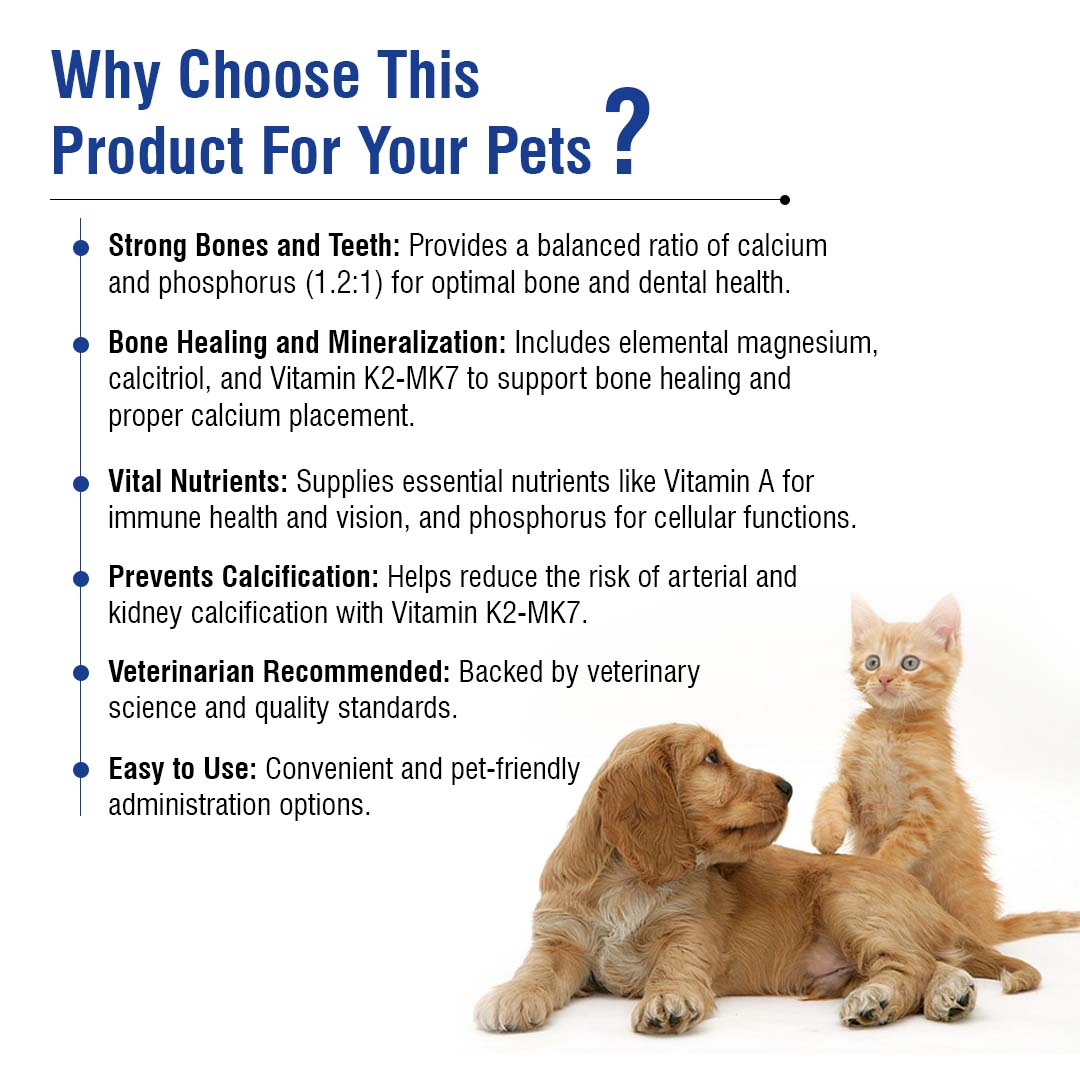 Why Choose This
Product For Your Pets ?
Strong Bones and Teeth: Provides a balanced ratio of calcium
and phosphorus (1.2:1) for optimal bone and dental health.
Bone Healing and Mineralization: Includes elemental magnesium,
calcitriol, and Vitamin K2-MK7 to support bone healing and
proper calcium placement.
Vital Nutrients: Supplies essential nutrients like Vitamin A for
immune health and vision, and phosphorus for cellular functions.
Prevents Calcification: Helps reduce the risk of arterial and
kidney calcification with Vitamin K2-MK7.
Veterinarian Recommended: Backed by veterinary
science and quality standards.
Easy to Use: Convenient and pet-friendly
administration options.